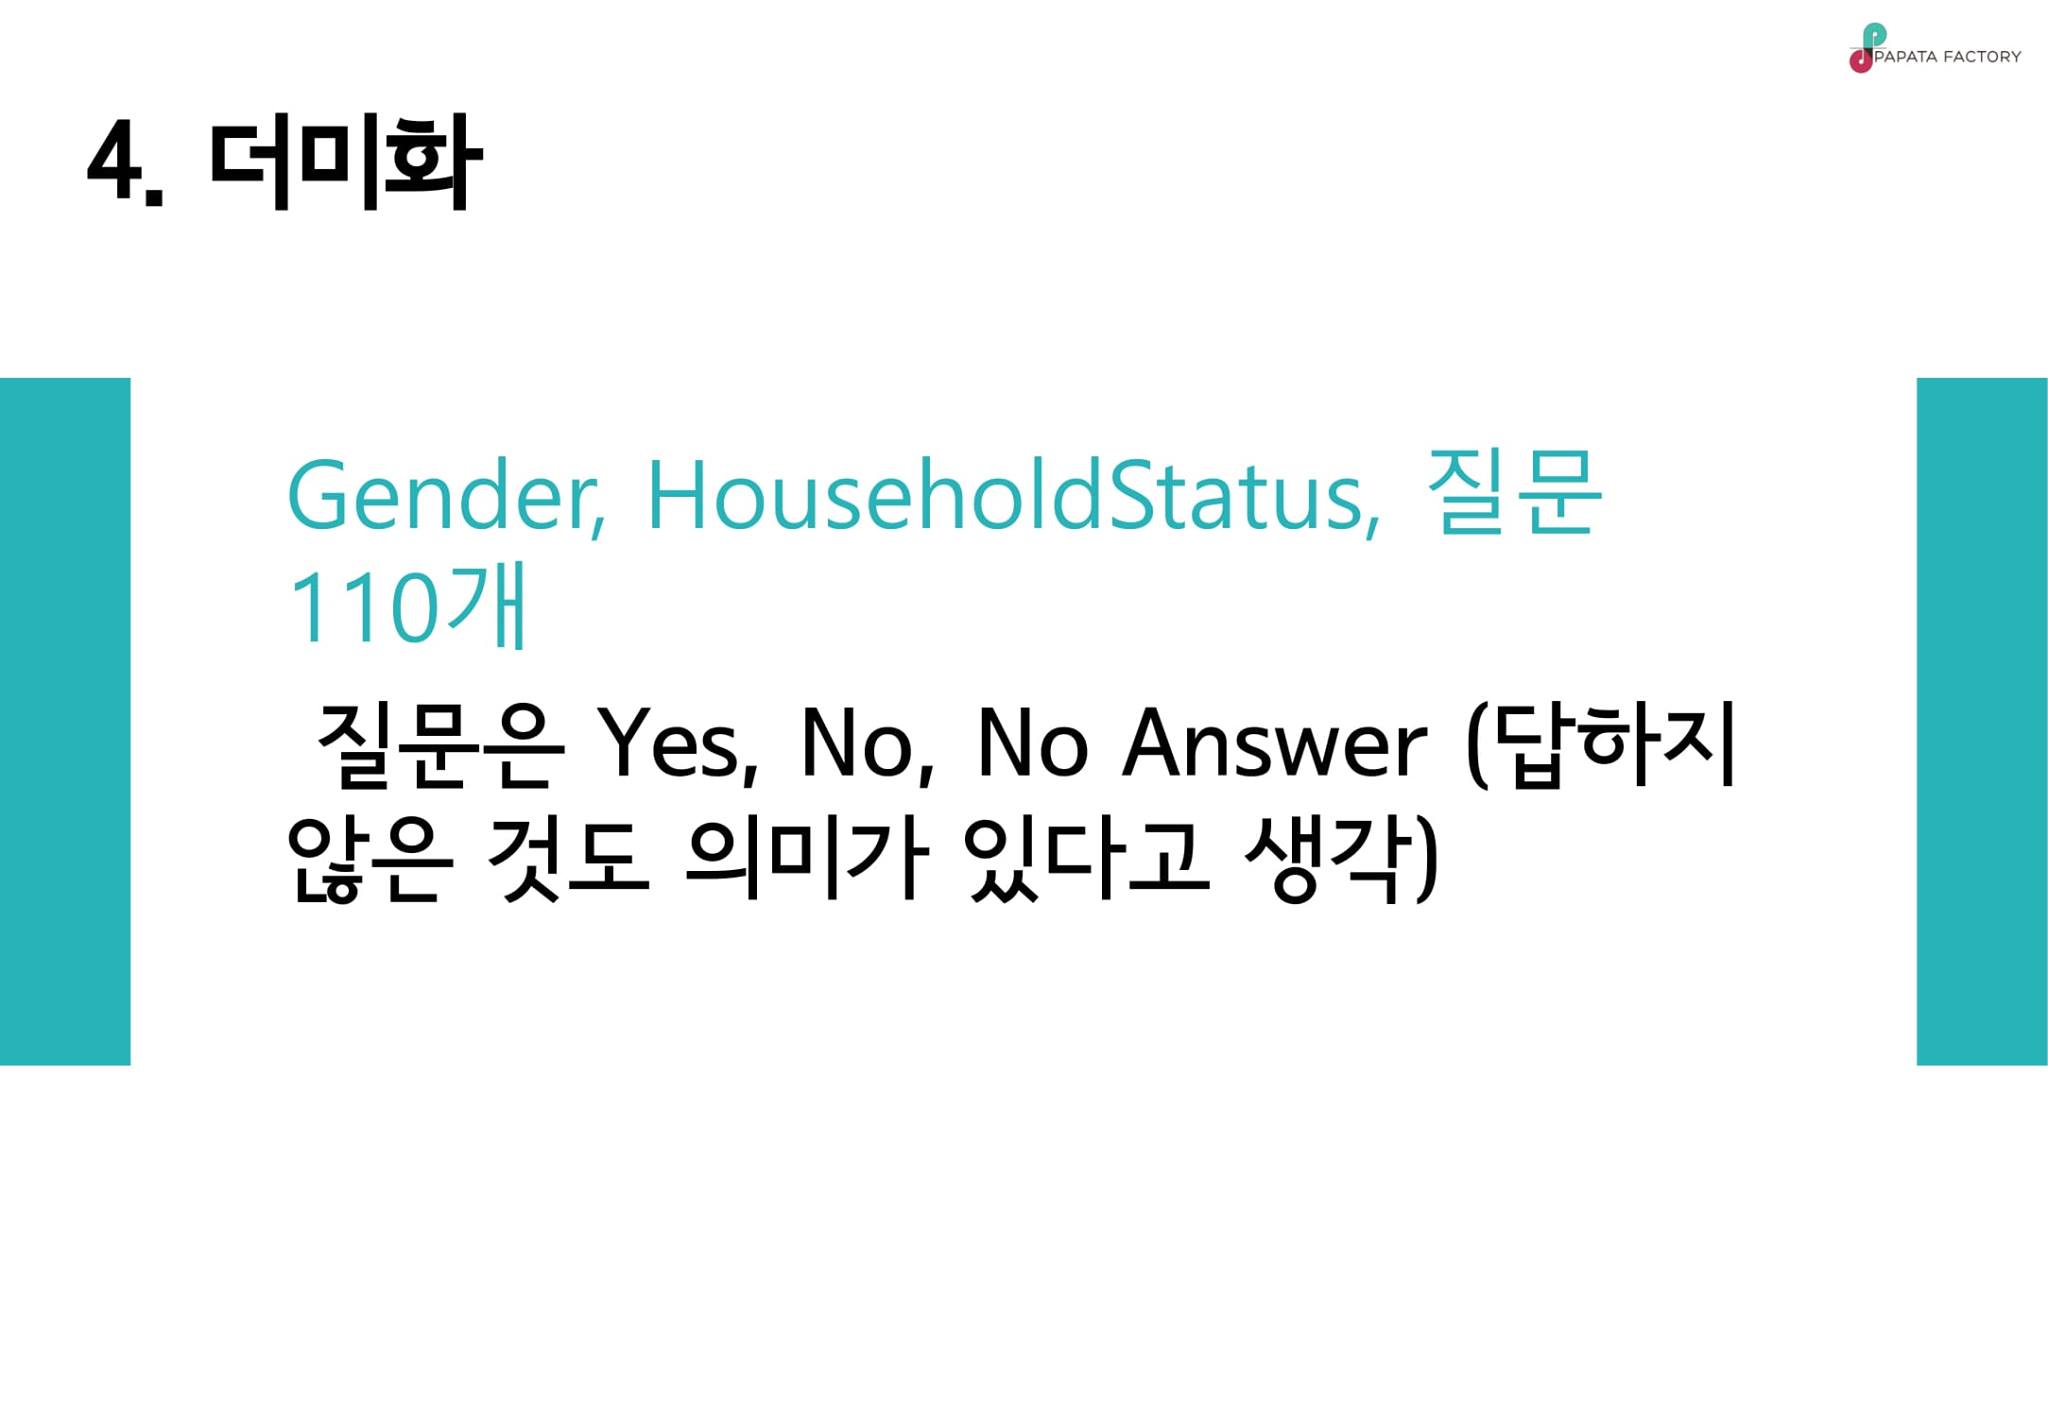 PAPATA FACTORY
4. 더미화
Gender, HouseholdStatus, 질문
110개
질문은 Yes, No, No Answer (답하지
않은 것도 의미가 있다고 생각)